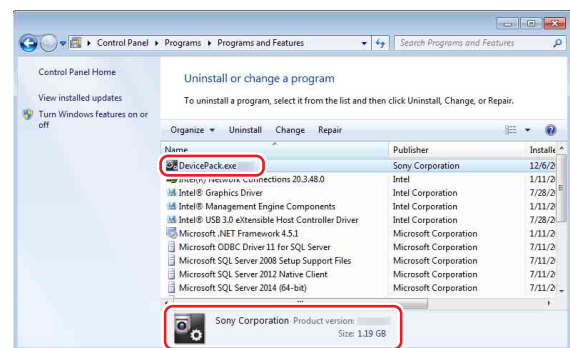 Control Panel ▸ Programs ▸ Programs and Features
Search Programs and Features
Control Panel Home
View installed updates
Turn Windows features on or
off
Uninstall or change a program
To uninstall a program, select it from the list and then click Uninstall, Change, or Repair.
Organize Uninstall Change Repair
Name Publisher Installe
DevicePack.exe Sony Corporation 12/6/2
Intel(R) Network Connections 20.3.48.0 Intel 1/11/2
Intel® Graphics Driver Intel Corporation 7/28/2
Intel® Management Engine Components Intel Corporation 1/11/2
Intel® USB 3.0 eXtensible Host Controller Driver Intel Corporation 7/28/2
Microsoft .NET Framework 4.5.1 Microsoft Corporation 1/11/2
Microsoft ODBC Driver 11 for SQL Server Microsoft Corporation 7/11/2
Microsoft SQL Server 2008 Setup Support Files Microsoft Corporation 7/11/2
Microsoft SQL Server 2012 Native Client Microsoft Corporation 7/11/2
Microsoft SQL Server 2014 (64-bit) Microsoft Corporation 7/11/2
Sony Corporation Product version:
Size: 1.19 GB